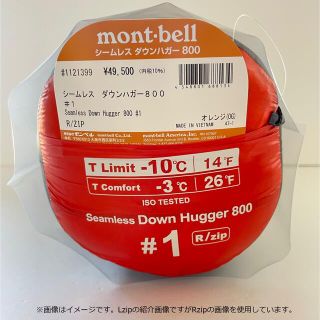 mont-bell
シームレス ダウンハガー 800
#1121399 ¥49,500 (内税10%)
シームレス ダウンハガー800
#1
Seamless Down Hugger 800 #1
R/ZIP
オレンジ(OG)
MADE IN VIETNAM
T Limit -10℃ 14°F
T Comfort -3℃ 26°F
ISO TESTED
Seamless Down Hugger 800
#1 R/zip
※画像はイメージです。Lzipの紹介画像ですがRzipの画像を使用しています。